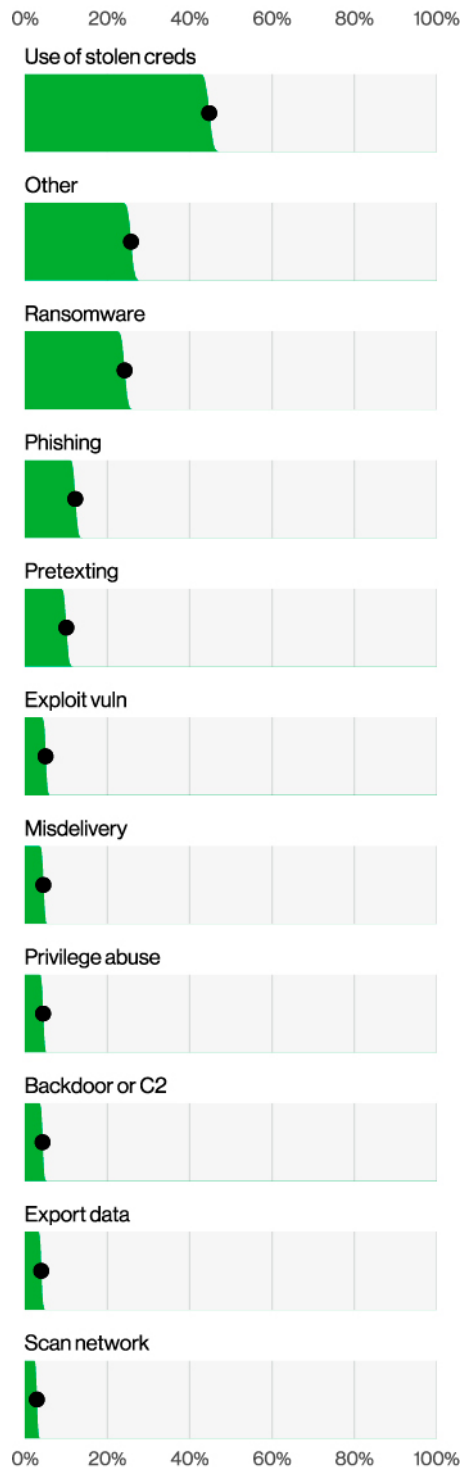 0% 20% 40% 60% 80% 100%
Use of stolen creds
Other
Ransomware
Phishing
Pretexting
Exploit vuln
Misdelivery
Privilege abuse
Backdoor or C2
Export data
Scan network
0% 20% 40% 60% 80% 100%